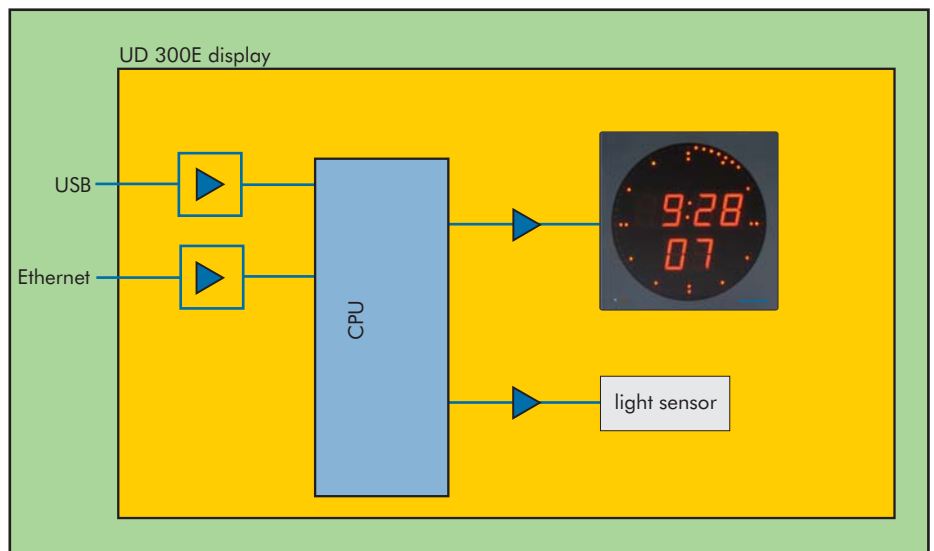 UD 300E display
USB
Ethernet
CPU
9:28
07
light sensor